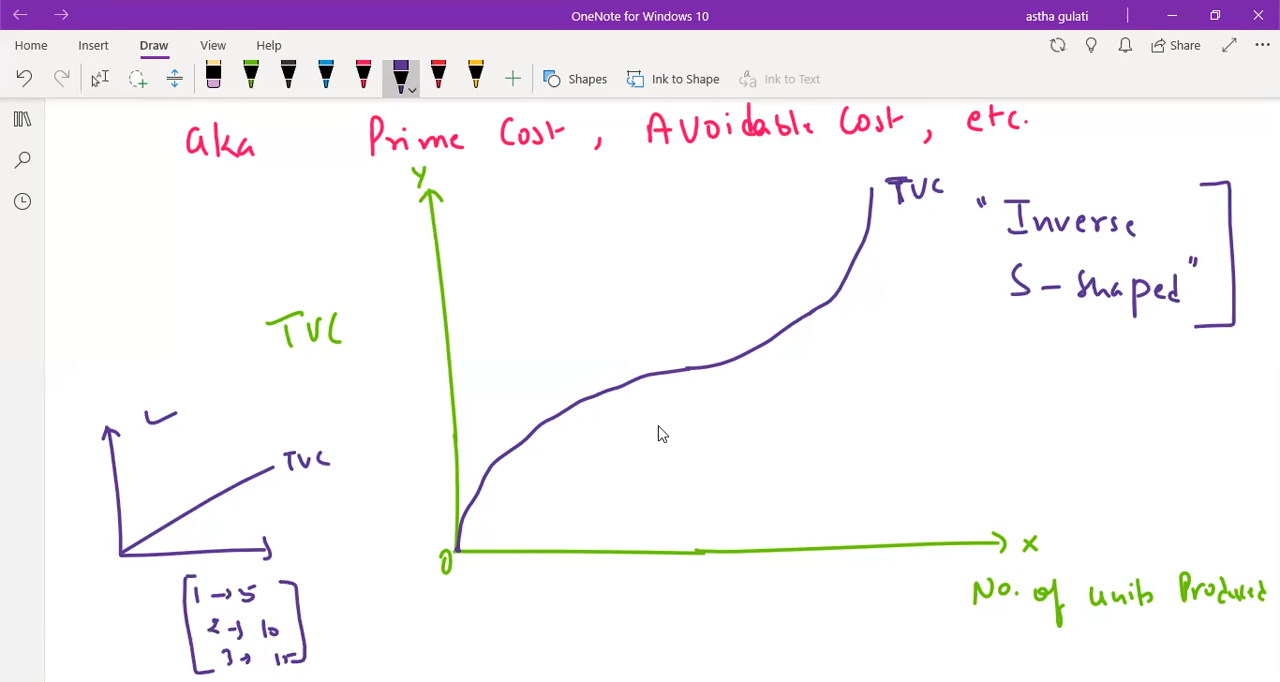 OneNote for Windows 10
astha gulati
Home Insert Draw View Help
Share
Shapes
Ink to Shape
Ink to Text
aka Prime Cost, Avoidable Cost, etc.
Y
TVC
"Inverse
S-shaped"
TVC
TVC
0
X
No. of units Produced
1 → 5
2 → 10
3 → 15